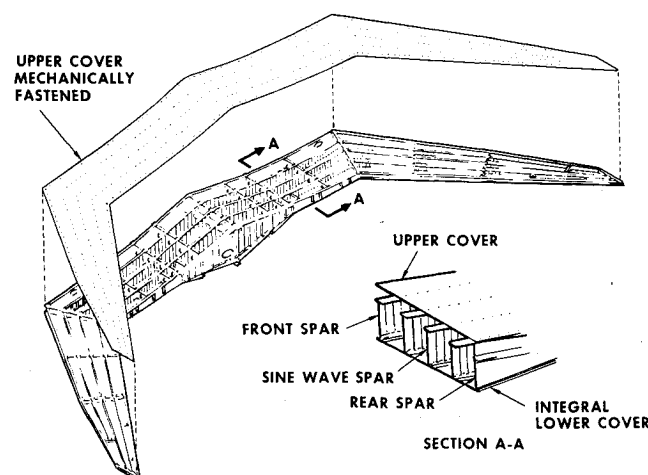 UPPER COVER
MECHANICALLY
FASTENED
A
A
UPPER COVER
FRONT SPAR
SINE WAVE SPAR
REAR SPAR
INTEGRAL
LOWER COVER
SECTION A-A